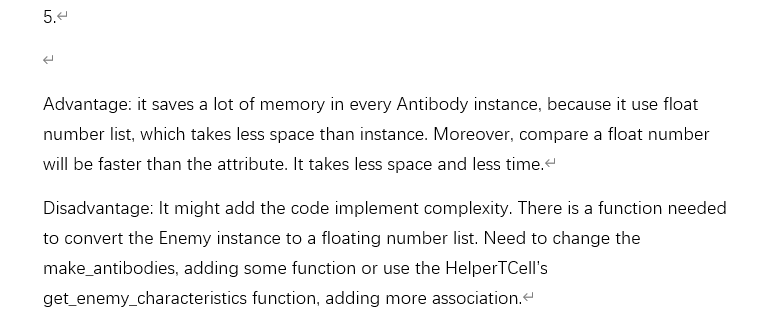 5.↵
↵
Advantage: it saves a lot of memory in every Antibody instance, because it use float
number list, which takes less space than instance. Moreover, compare a float number
will be faster than the attribute. It takes less space and less time.↵
Disadvantage: It might add the code implement complexity. There is a function needed
to convert the Enemy instance to a floating number list. Need to change the
make_antibodies, adding some function or use the HelperTCell's
get_enemy_characteristics function, adding more association.↵